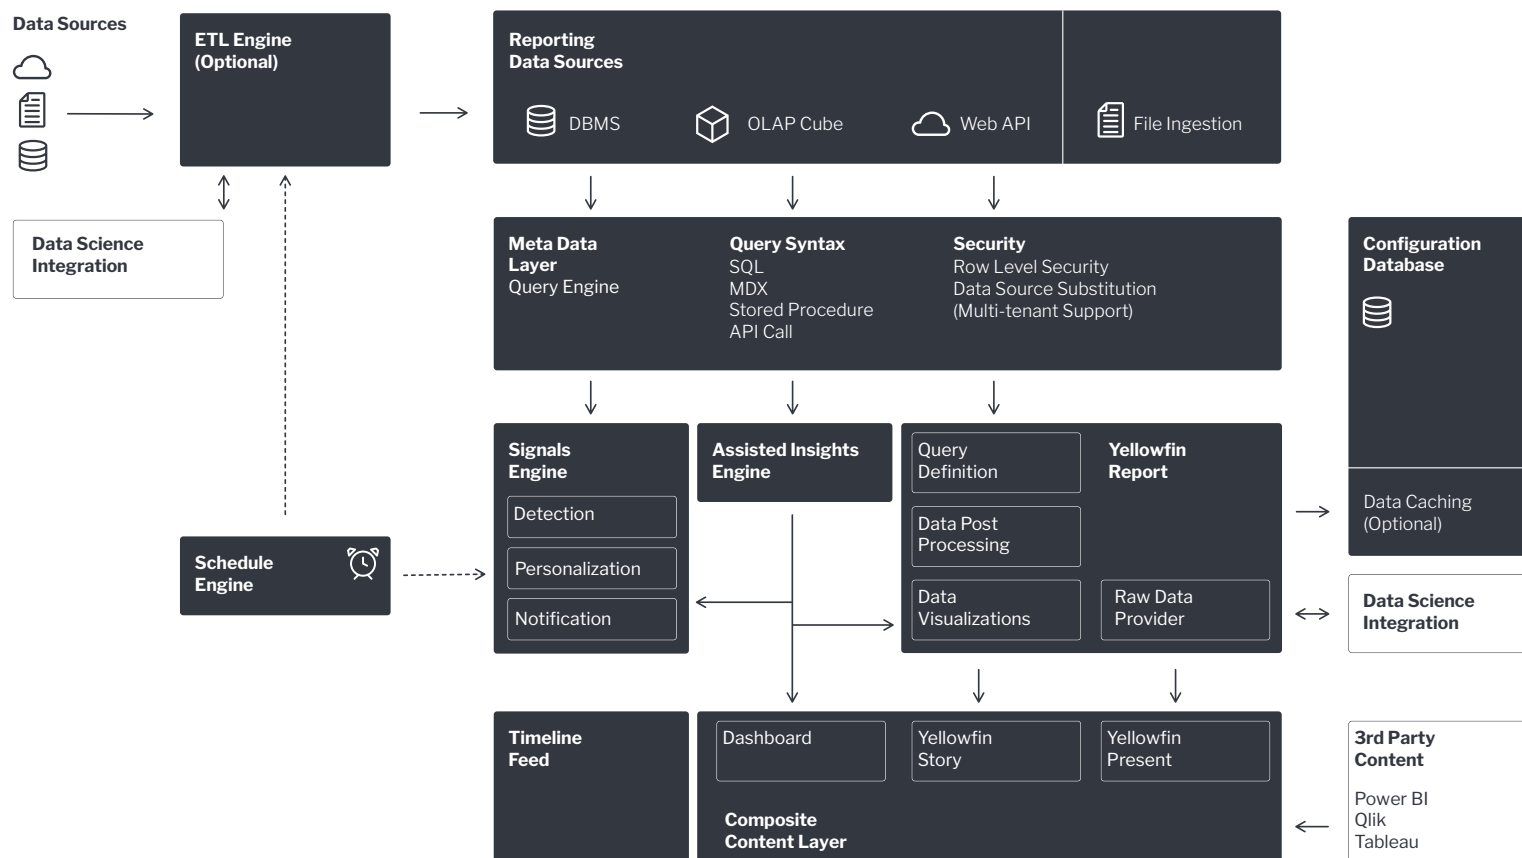 Data Sources
ETL Engine
(Optional)
Reporting
Data Sources
DBMS
OLAP Cube
Web API
File Ingestion
Data Science
Integration
Meta Data
Layer
Query Engine
Query Syntax
SQL
MDX
Stored Procedure
API Call
Security
Row Level Security
Data Source Substitution
(Multi-tenant Support)
Configuration
Database
Data Caching
(Optional)
Schedule
Engine
Signals
Engine
Detection
Personalization
Notification
Assisted Insights
Engine
Query
Definition
Data Post
Processing
Data
Visualizations
Yellowfin
Report
Raw Data
Provider
Data Science
Integration
Timeline
Feed
Dashboard
Yellowfin
Story
Yellowfin
Present
Composite
Content Layer
3rd Party
Content
Power BI
Qlik
Tableau